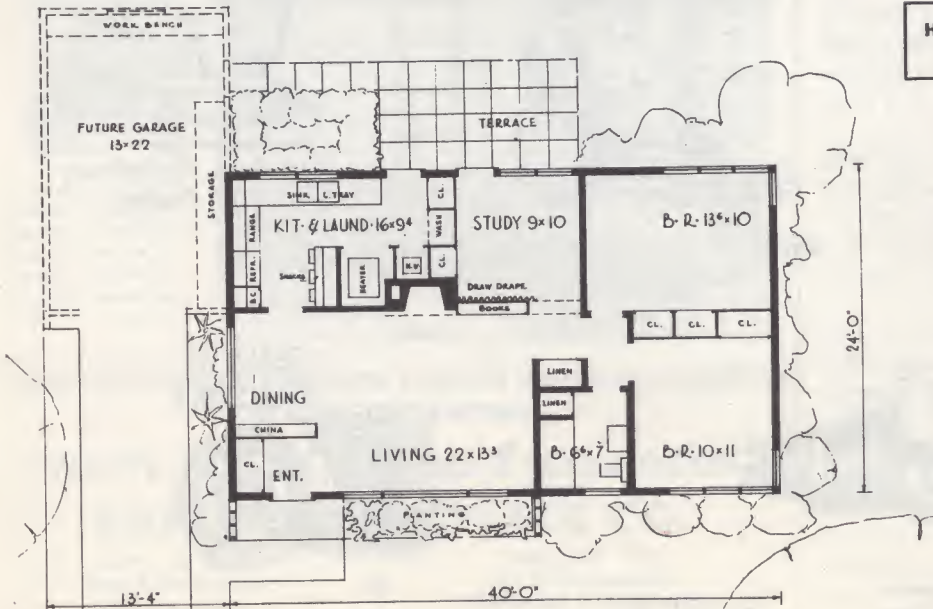 H
WORK BENCH
FUTURE GARAGE
13×22
STORAGE
TERRACE
SINK
L. TRAY
RANGE
REFR.
B.C.
KIT. & LAUND. 16×9⁴
SNACKS
HEATER
H.W.
CL.
WASH
CL.
STUDY 9×10
DRAW DRAPE
BOOKS
B. R. 13⁶×10
CL.
CL.
CL.
24'-0"
LINEN
LINEN
DINING
CHINA
CL.
ENT.
LIVING 22×13³
B. 6⁶×7
B. R. 10×11
PLANTING
13'-4"
40'-0"